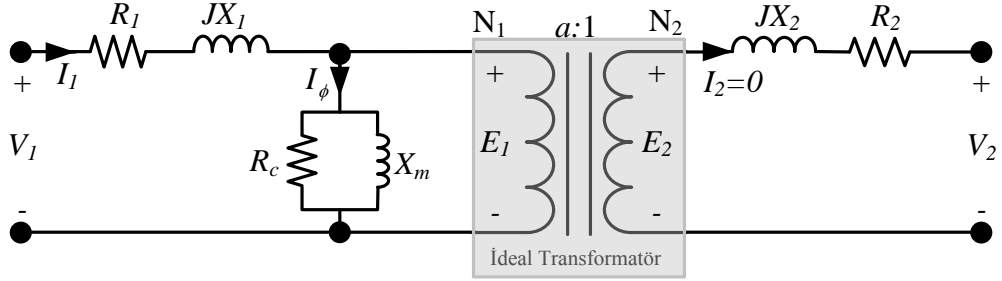 R1 JX1 N1 a:1 N2 JX2 R2
+ I1 Iϕ + + I2=0 +
V1 Rc Xm E1 E2 V2
- - - -
İdeal Transformatör